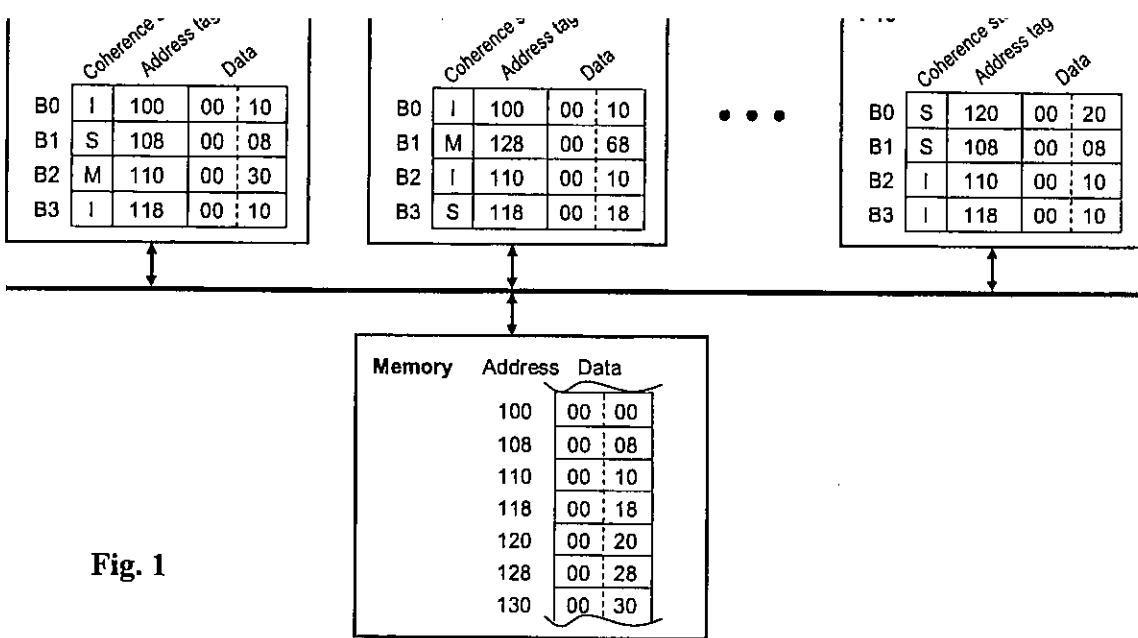 Coherence s
Address tag
Data
B0 I 100 00 10
B1 S 108 00 08
B2 M 110 00 30
B3 I 118 00 10
Coherence s
Address tag
Data
B0 I 100 00 10
B1 M 128 00 68
B2 I 110 00 10
B3 S 118 00 18
Coherence st
Address tag
Data
B0 S 120 00 20
B1 S 108 00 08
B2 I 110 00 10
B3 I 118 00 10
Memory Address Data
100 00 00
108 00 08
110 00 10
118 00 18
120 00 20
128 00 28
130 00 30
Fig. 1